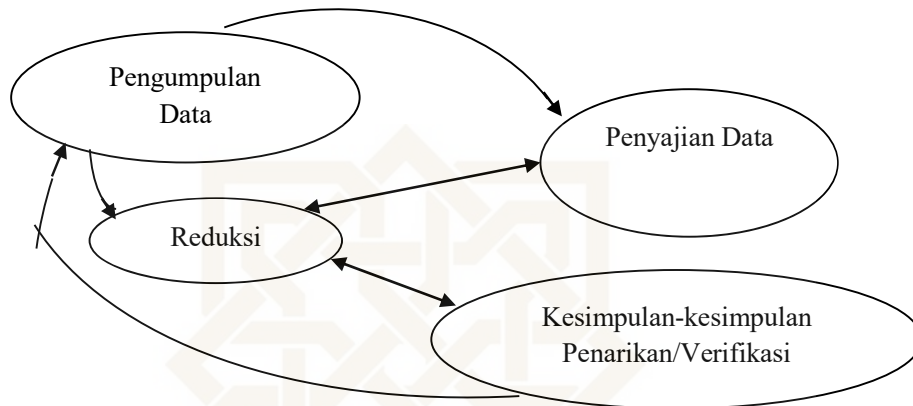 Pengumpulan
Data
Penyajian Data
Reduksi
Kesimpulan-kesimpulan
Penarikan/Verifikasi